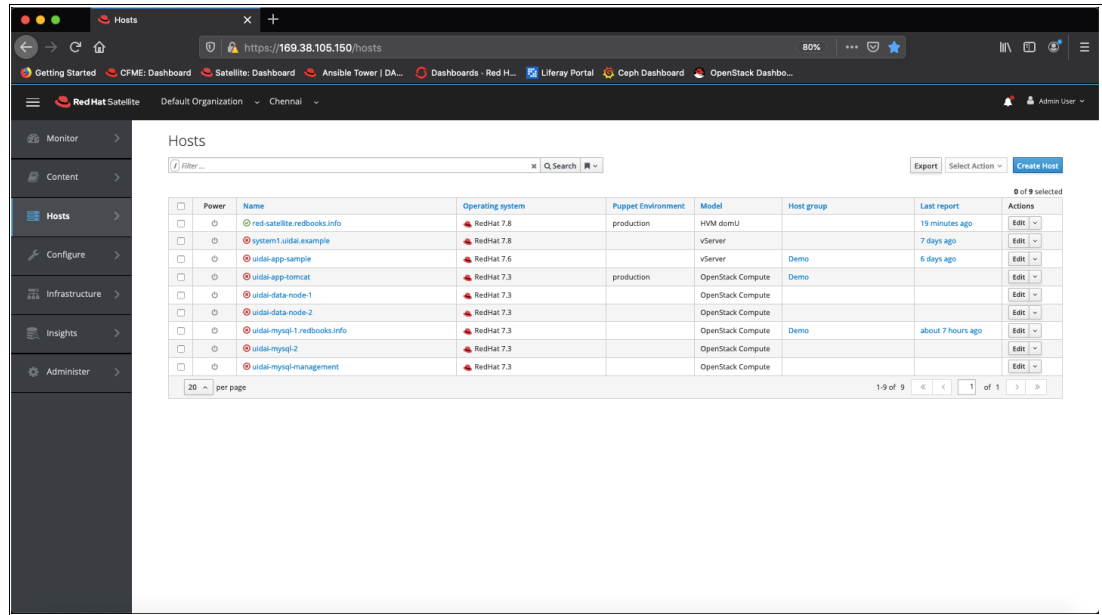 Hosts
https://169.38.105.150/hosts
80%
Getting Started CFME: Dashboard Satellite: Dashboard Ansible Tower | DA... Dashboards - Red H... Liferay Portal Ceph Dashboard OpenStack Dashbo...
Red Hat Satellite Default Organization Chennai Admin User
Monitor
Content
Hosts
Configure
Infrastructure
Insights
Administer
Hosts
Filter ... Search Export Select Action Create Host
0 of 9 selected
Power Name Operating system Puppet Environment Model Host group Last report Actions
red-satellite.redbooks.info RedHat 7.8 production HVM domU 19 minutes ago Edit
system1.uidai.example RedHat 7.8 vServer 7 days ago Edit
uidai-app-sample RedHat 7.6 vServer Demo 6 days ago Edit
uidai-app-tomcat RedHat 7.3 production OpenStack Compute Demo Edit
uidai-data-node-1 RedHat 7.3 OpenStack Compute Edit
uidai-data-node-2 RedHat 7.3 OpenStack Compute Edit
uidai-mysql-1.redbooks.info RedHat 7.3 OpenStack Compute Demo about 7 hours ago Edit
uidai-mysql-2 RedHat 7.3 OpenStack Compute Edit
uidai-mysql-management RedHat 7.3 OpenStack Compute Edit
20 per page 1-9 of 9 1 of 1